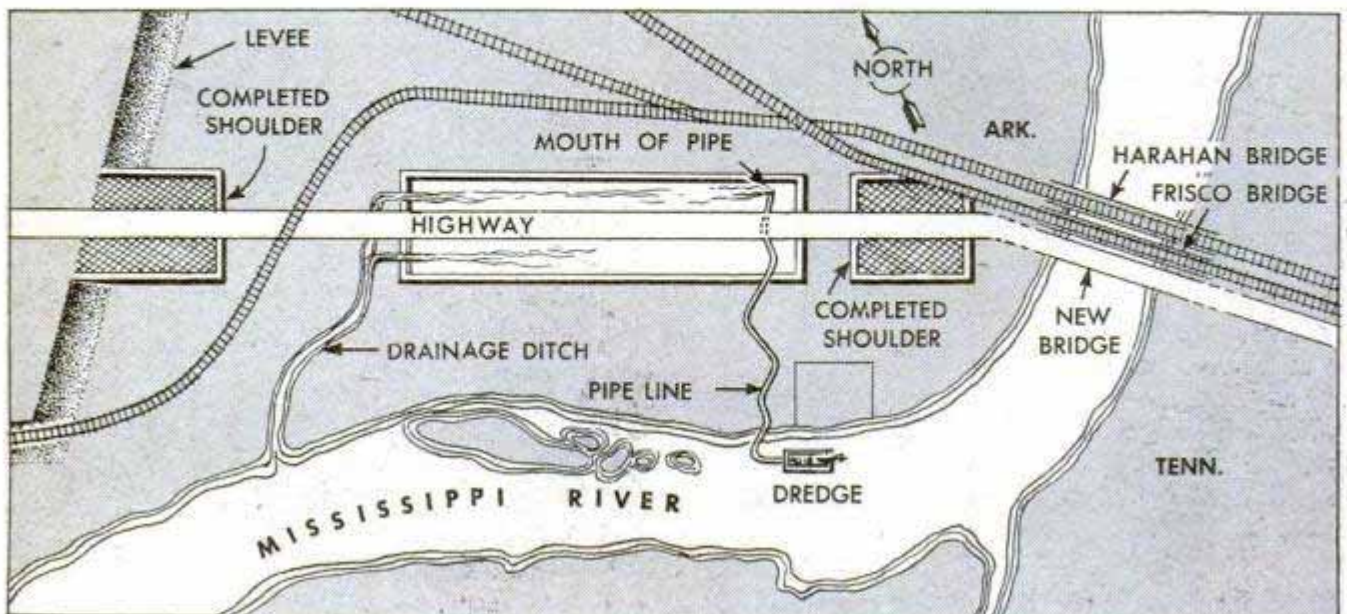 LEVEE
COMPLETED
SHOULDER
NORTH
ARK.
MOUTH OF PIPE
HARAHAN BRIDGE
FRISCO BRIDGE
HIGHWAY
COMPLETED
SHOULDER
NEW
BRIDGE
DRAINAGE DITCH
PIPE LINE
TENN.
DREDGE
MISSISSIPPI RIVER